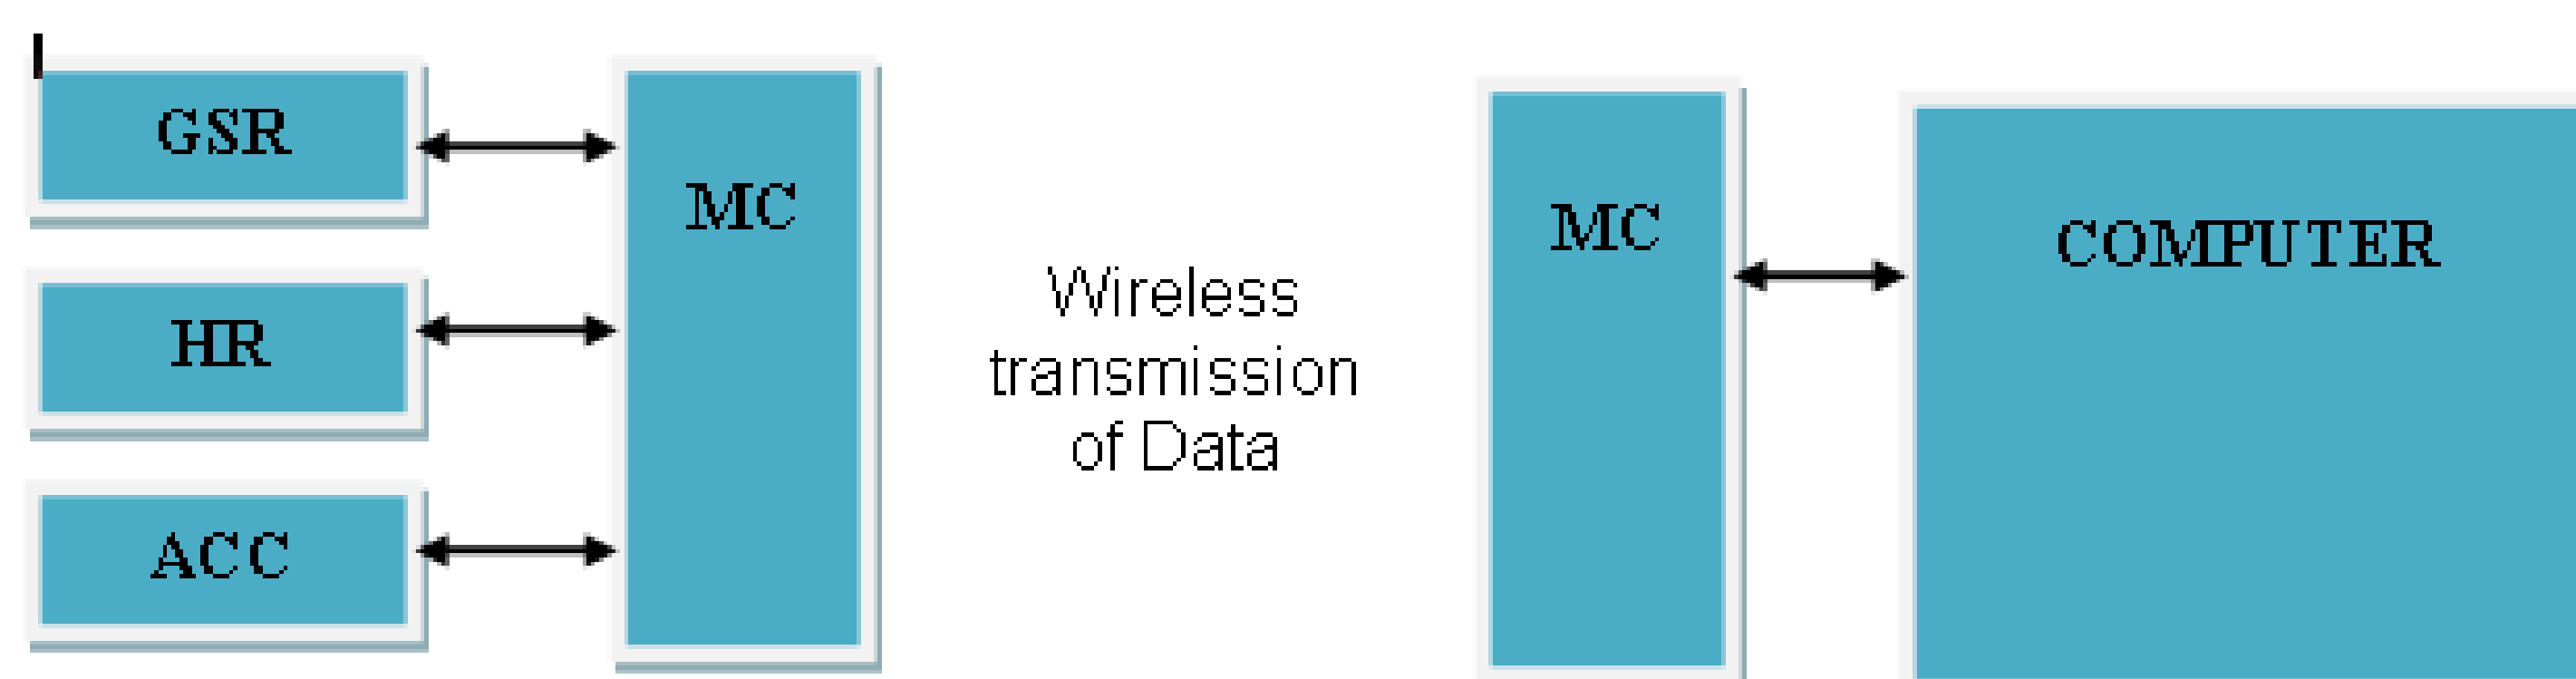 GSR
HR
ACC
MC
Wireless
transmission
of Data
MC
COMPUTER